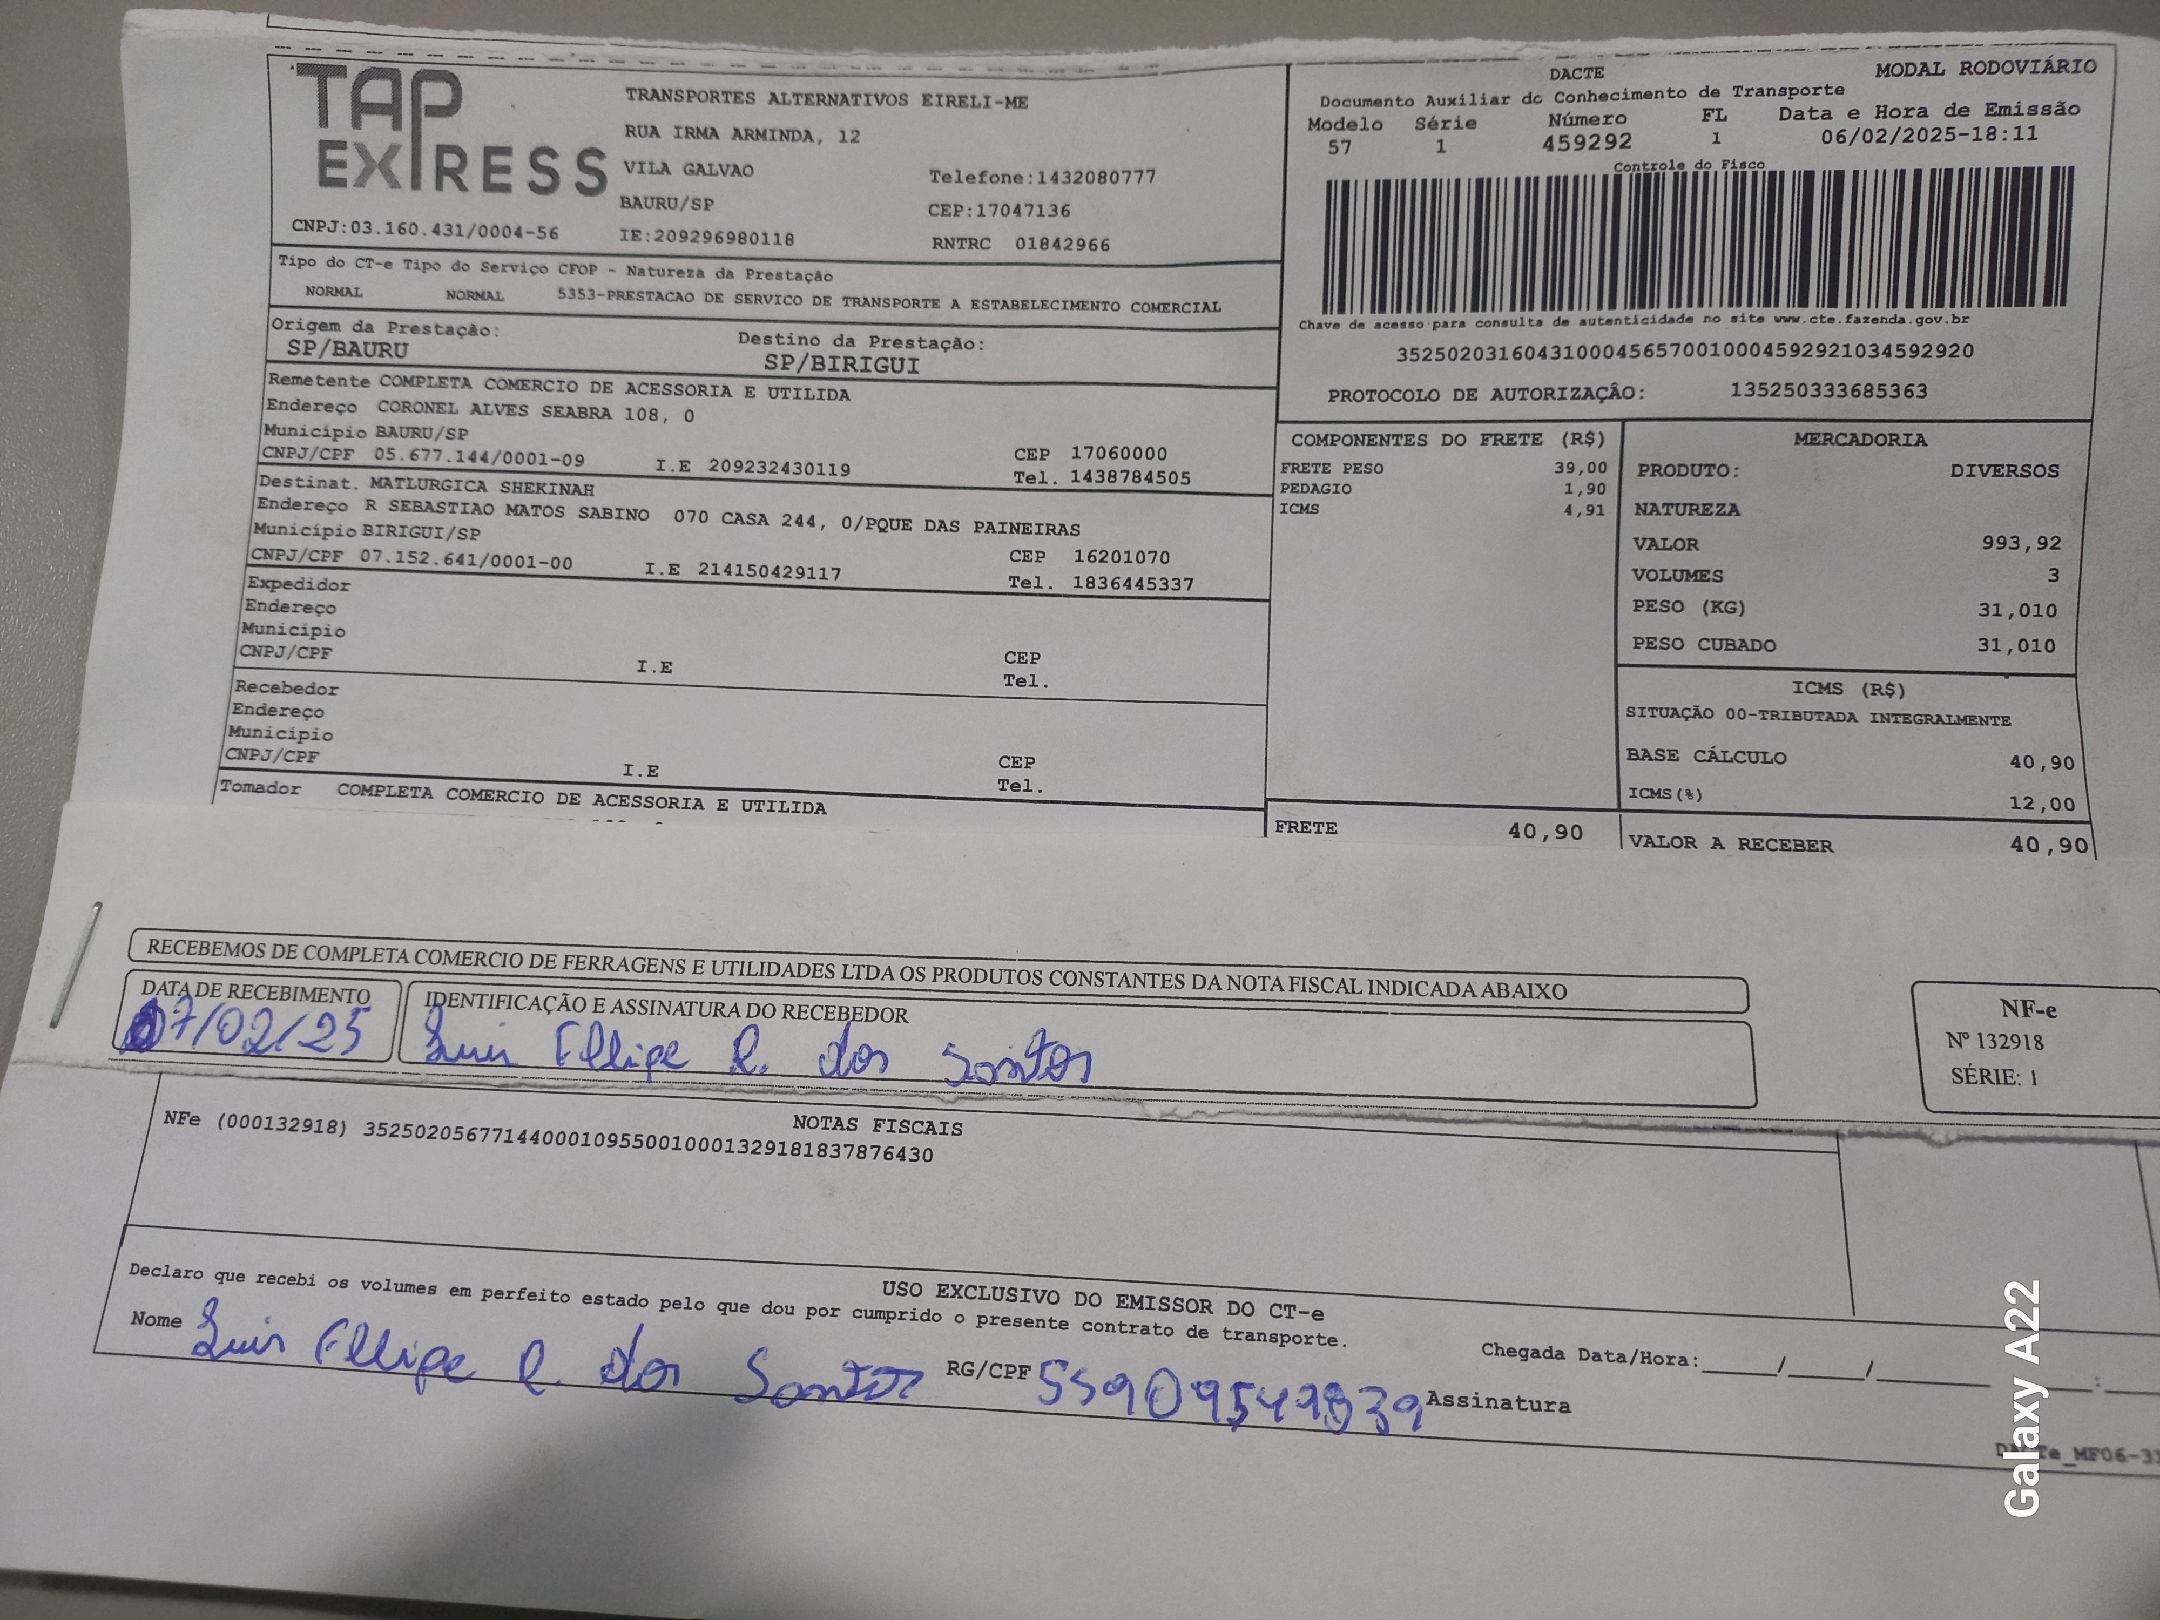 TAP EXPRESS
TRANSPORTES ALTERNATIVOS EIRELI-ME
RUA IRMA ARMINDA, 12
VILA GALVAO Telefone:1432080777
BAURU/SP CEP:17047136
CNPJ:03.160.431/0004-56 IE:209296980118 RNTRC 01842966
DACTE MODAL RODOVIÁRIO
Documento Auxiliar do Conhecimento de Transporte
Modelo Série Número FL Data e Hora de Emissão
57 1 459292 1 06/02/2025-18:11
Controle do Fisco
Chave de acesso para consulta de autenticidade no site www.cte.fazenda.gov.br
35250203160431000456570010004592921034592920
PROTOCOLO DE AUTORIZAÇÃO: 135250333685363
Tipo do CT-e Tipo do Serviço CFOP - Natureza da Prestação
NORMAL NORMAL 5353-PRESTACAO DE SERVICO DE TRANSPORTE A ESTABELECIMENTO COMERCIAL
Origem da Prestação: Destino da Prestação:
SP/BAURU SP/BIRIGUI
Remetente COMPLETA COMERCIO DE ACESSORIA E UTILIDA
Endereço CORONEL ALVES SEABRA 108, 0
Município BAURU/SP CEP 17060000
CNPJ/CPF 05.677.144/0001-09 I.E 209232430119 Tel. 1438784505
Destinat. MATLURGICA SHEKINAH
Endereço R SEBASTIAO MATOS SABINO 070 CASA 244, 0/PQUE DAS PAINEIRAS
Município BIRIGUI/SP CEP 16201070
CNPJ/CPF 07.152.641/0001-00 I.E 214150429117 Tel. 1836445337
Expedidor
Endereço
Município CEP
CNPJ/CPF I.E Tel.
Recebedor
Endereço
Município CEP
CNPJ/CPF I.E Tel.
Tomador COMPLETA COMERCIO DE ACESSORIA E UTILIDA
COMPONENTES DO FRETE (R$)
FRETE PESO 39,00
PEDAGIO 1,90
ICMS 4,91
FRETE 40,90
MERCADORIA
PRODUTO: DIVERSOS
NATUREZA
VALOR 993,92
VOLUMES 3
PESO (KG) 31,010
PESO CUBADO 31,010
ICMS (R$)
SITUAÇÃO 00-TRIBUTADA INTEGRALMENTE
BASE CÁLCULO 40,90
ICMS(%) 12,00
VALOR A RECEBER 40,90
RECEBEMOS DE COMPLETA COMERCIO DE FERRAGENS E UTILIDADES LTDA OS PRODUTOS CONSTANTES DA NOTA FISCAL INDICADA ABAIXO
DATA DE RECEBIMENTO IDENTIFICAÇÃO E ASSINATURA DO RECEBEDOR
07/02/25 Luis Fllipe R. dos Santos
NF-e
Nº 132918
SÉRIE: 1
NOTAS FISCAIS
NFe (000132918) 35250205677144000109550010001329181837876430
USO EXCLUSIVO DO EMISSOR DO CT-e
Declaro que recebi os volumes em perfeito estado pelo que dou por cumprido o presente contrato de transporte.
Nome Luis Fllipe R. dos Santos RG/CPF 55909549839 Assinatura
Chegada Data/Hora:____/____/____ :
Galaxy A22